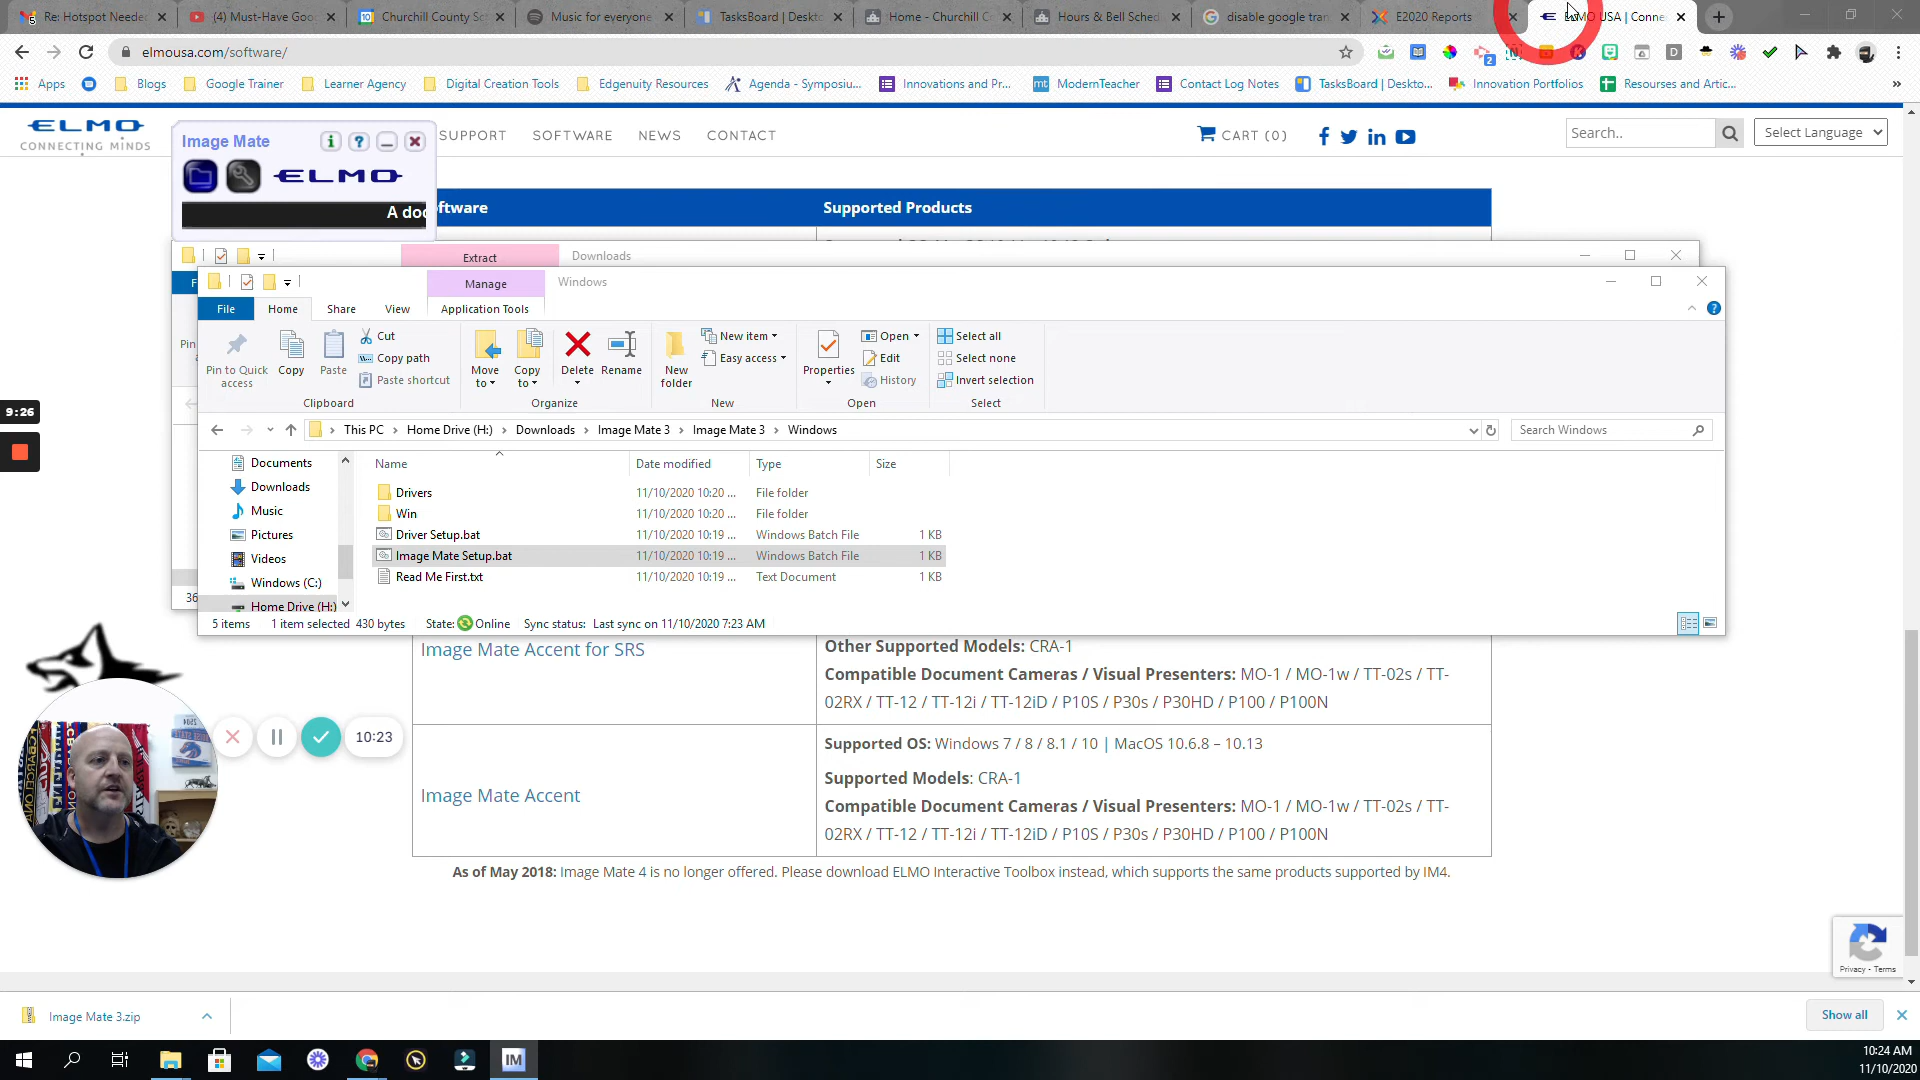 Re: Hotspot Neede
(4) Must-Have Goo
Churchill County Sc
Music for everyone
TasksBoard | Deskt
Home - Churchill C
Hours & Bell Sched
disable google tran
E2020 Reports
ELMO USA | Conne
elmousa.com/software/
Apps
Blogs
Google Trainer
Learner Agency
Digital Creation Tools
Edgenuity Resources
Agenda - Symposiu...
Innovations and Pr...
ModernTeacher
Contact Log Notes
TasksBoard | Deskto...
Innovation Portfolios
Resources and Artic...
ELMO
CONNECTING MINDS
SUPPORT
SOFTWARE
NEWS
CONTACT
CART (0)
Search..
Select Language
Image Mate
ELMO
A doc
ftware
Supported Products
Extract
Downloads
Manage
Windows
File
Home
Share
View
Application Tools
Pin to Quick access
Copy
Paste
Cut
Copy path
Paste shortcut
Clipboard
Move to
Copy to
Delete
Rename
Organize
New folder
New item
Easy access
New
Properties
Open
Edit
History
Open
Select all
Select none
Invert selection
Select
This PC > Home Drive (H:) > Downloads > Image Mate 3 > Image Mate 3 > Windows
Search Windows
Documents
Downloads
Music
Pictures
Videos
Windows (C:)
Home Drive (H:)
Name Date modified Type Size
Drivers 11/10/2020 10:20 ... File folder
Win 11/10/2020 10:20 ... File folder
Driver Setup.bat 11/10/2020 10:19 ... Windows Batch File 1 KB
Image Mate Setup.bat 11/10/2020 10:19 ... Windows Batch File 1 KB
Read Me First.txt 11/10/2020 10:19 ... Text Document 1 KB
36
5 items 1 item selected 430 bytes State: Online Sync status: Last sync on 11/10/2020 7:23 AM
9:26
10:23
Image Mate Accent for SRS
Other Supported Models: CRA-1
Compatible Document Cameras / Visual Presenters: MO-1 / MO-1w / TT-02s / TT-
02RX / TT-12 / TT-12i / TT-12iD / P10S / P30s / P30HD / P100 / P100N
Image Mate Accent
Supported OS: Windows 7 / 8 / 8.1 / 10 | MacOS 10.6.8 – 10.13
Supported Models: CRA-1
Compatible Document Cameras / Visual Presenters: MO-1 / MO-1w / TT-02s / TT-
02RX / TT-12 / TT-12i / TT-12iD / P10S / P30s / P30HD / P100 / P100N
As of May 2018: Image Mate 4 is no longer offered. Please download ELMO Interactive Toolbox instead, which supports the same products supported by IM4.
Privacy - Terms
Image Mate 3.zip
Show all
IM
10:24 AM
11/10/2020